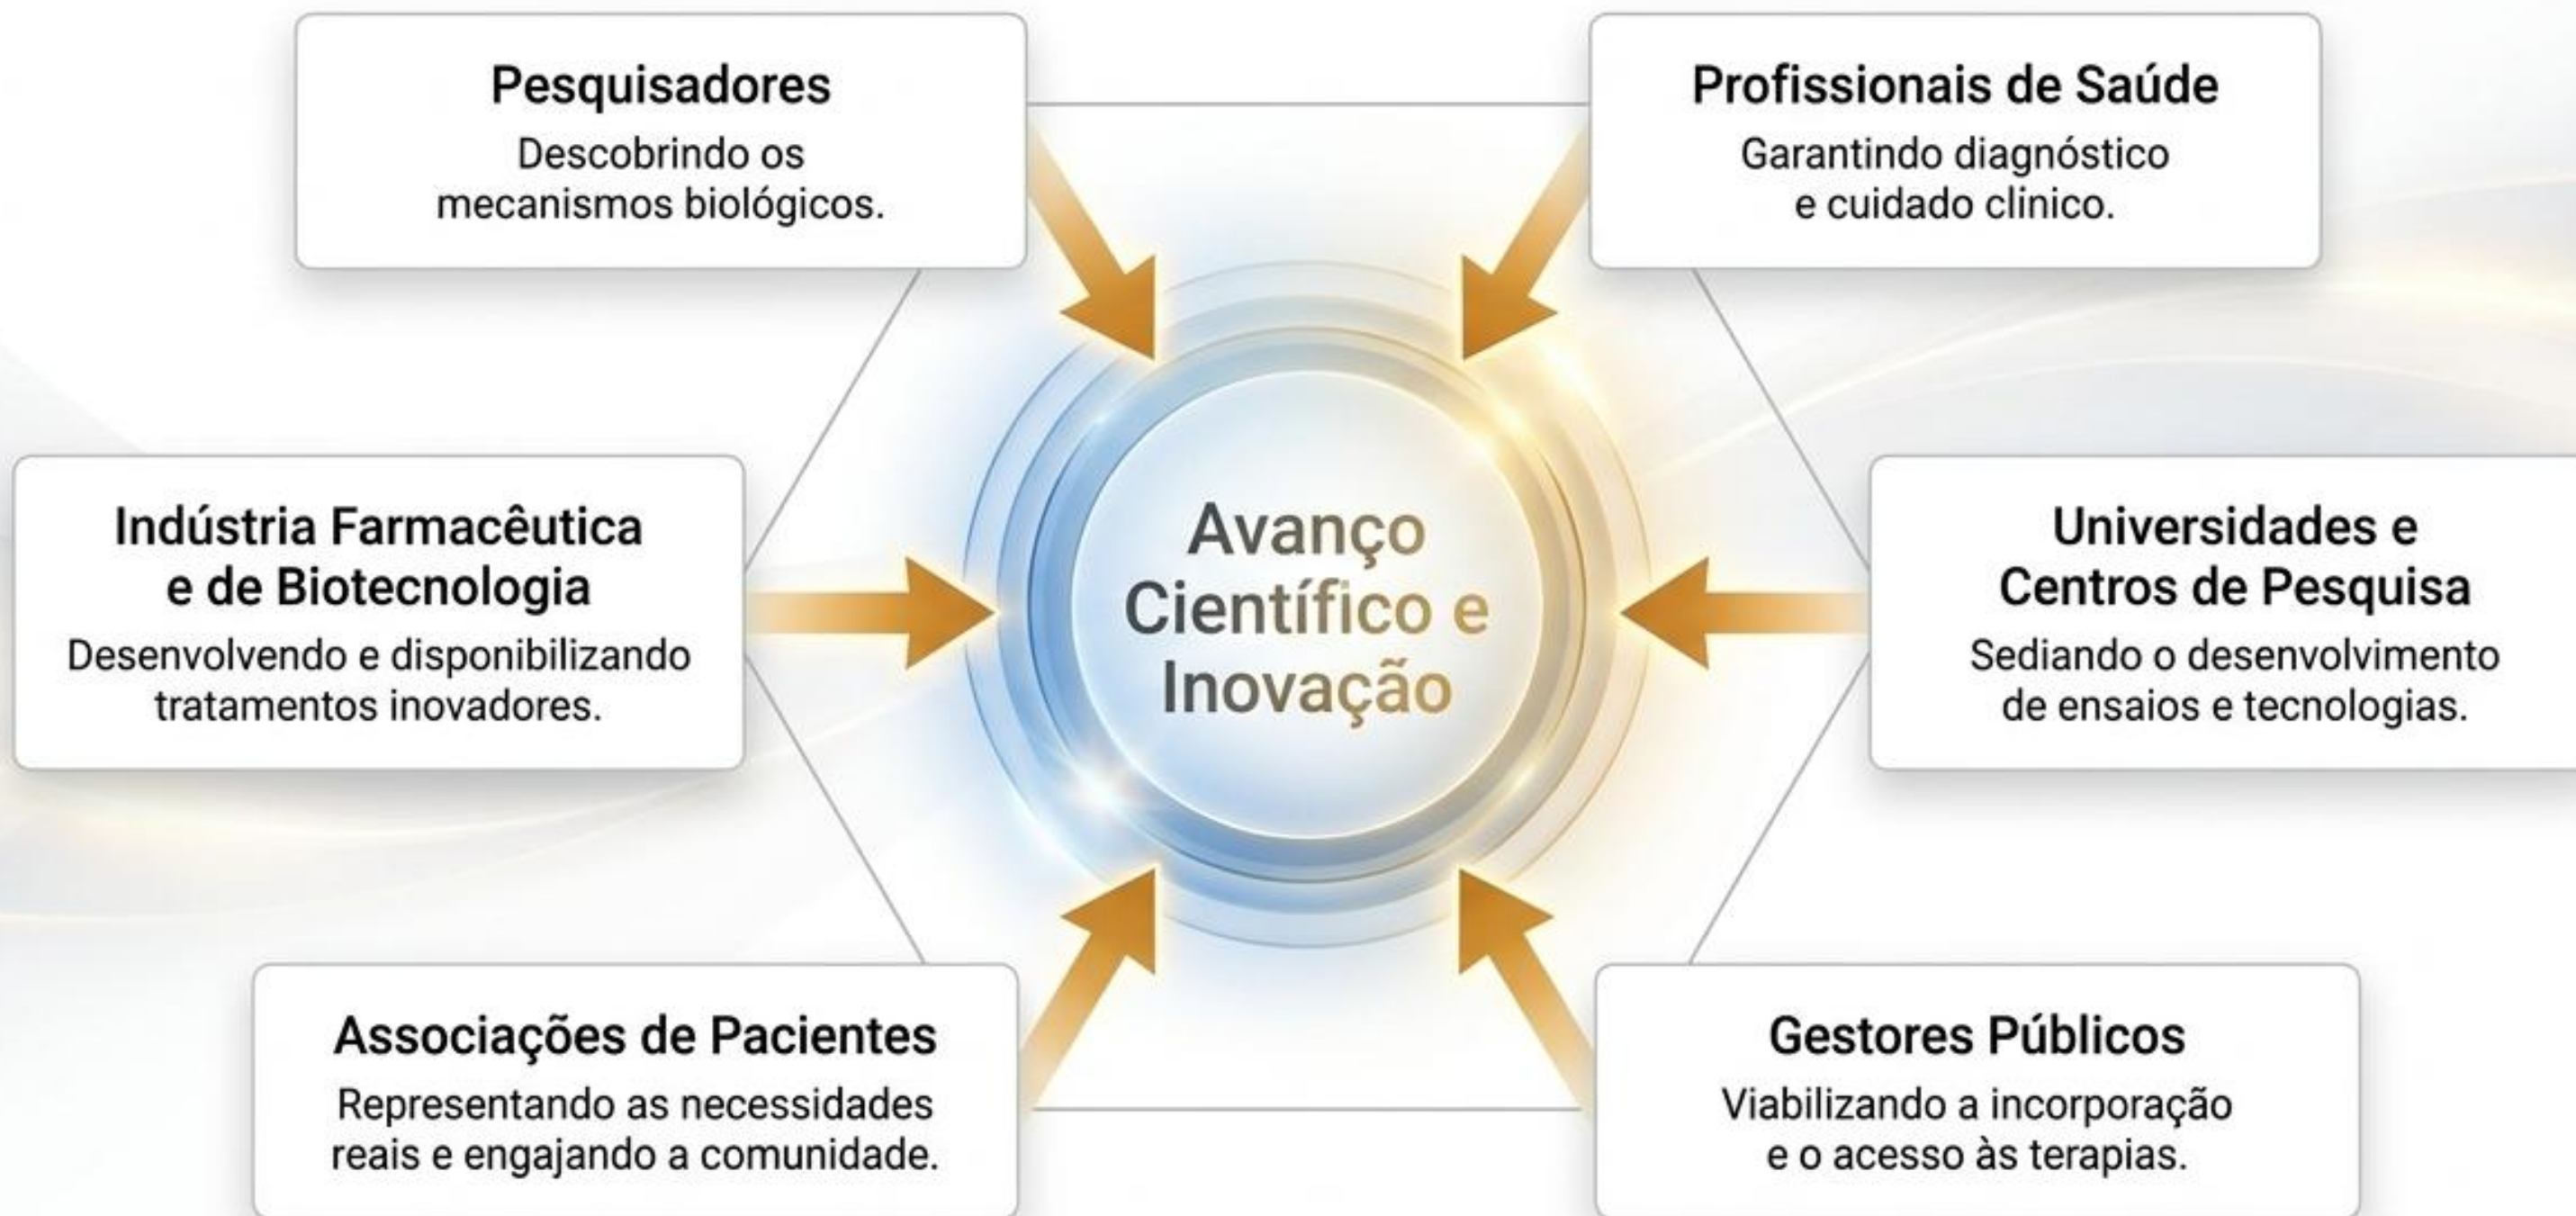 Pesquisadores
Descobrindo os
mecanismos biológicos.
Profissionais de Saúde
Garantindo diagnóstico
e cuidado clinico.
Indústria Farmacêutica
e de Biotecnologia
Desenvolvendo e disponibilizando
tratamentos inovadores.
Avanço
Científico e
Inovação
Universidades e
Centros de Pesquisa
Sediando o desenvolvimento
de ensaios e tecnologias.
Associações de Pacientes
Representando as necessidades
reais e engajando a comunidade.
Gestores Públicos
Viabilizando a incorporação
e o acesso às terapias.